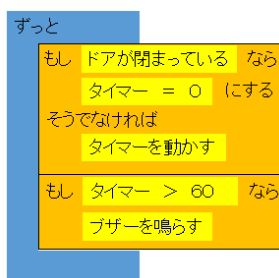 ずっと
もし ドアが閉まっている なら
タイマー = 0 にする
そうでなければ
タイマーを動かす
もし タイマー > 60 なら
ブザーを鳴らす